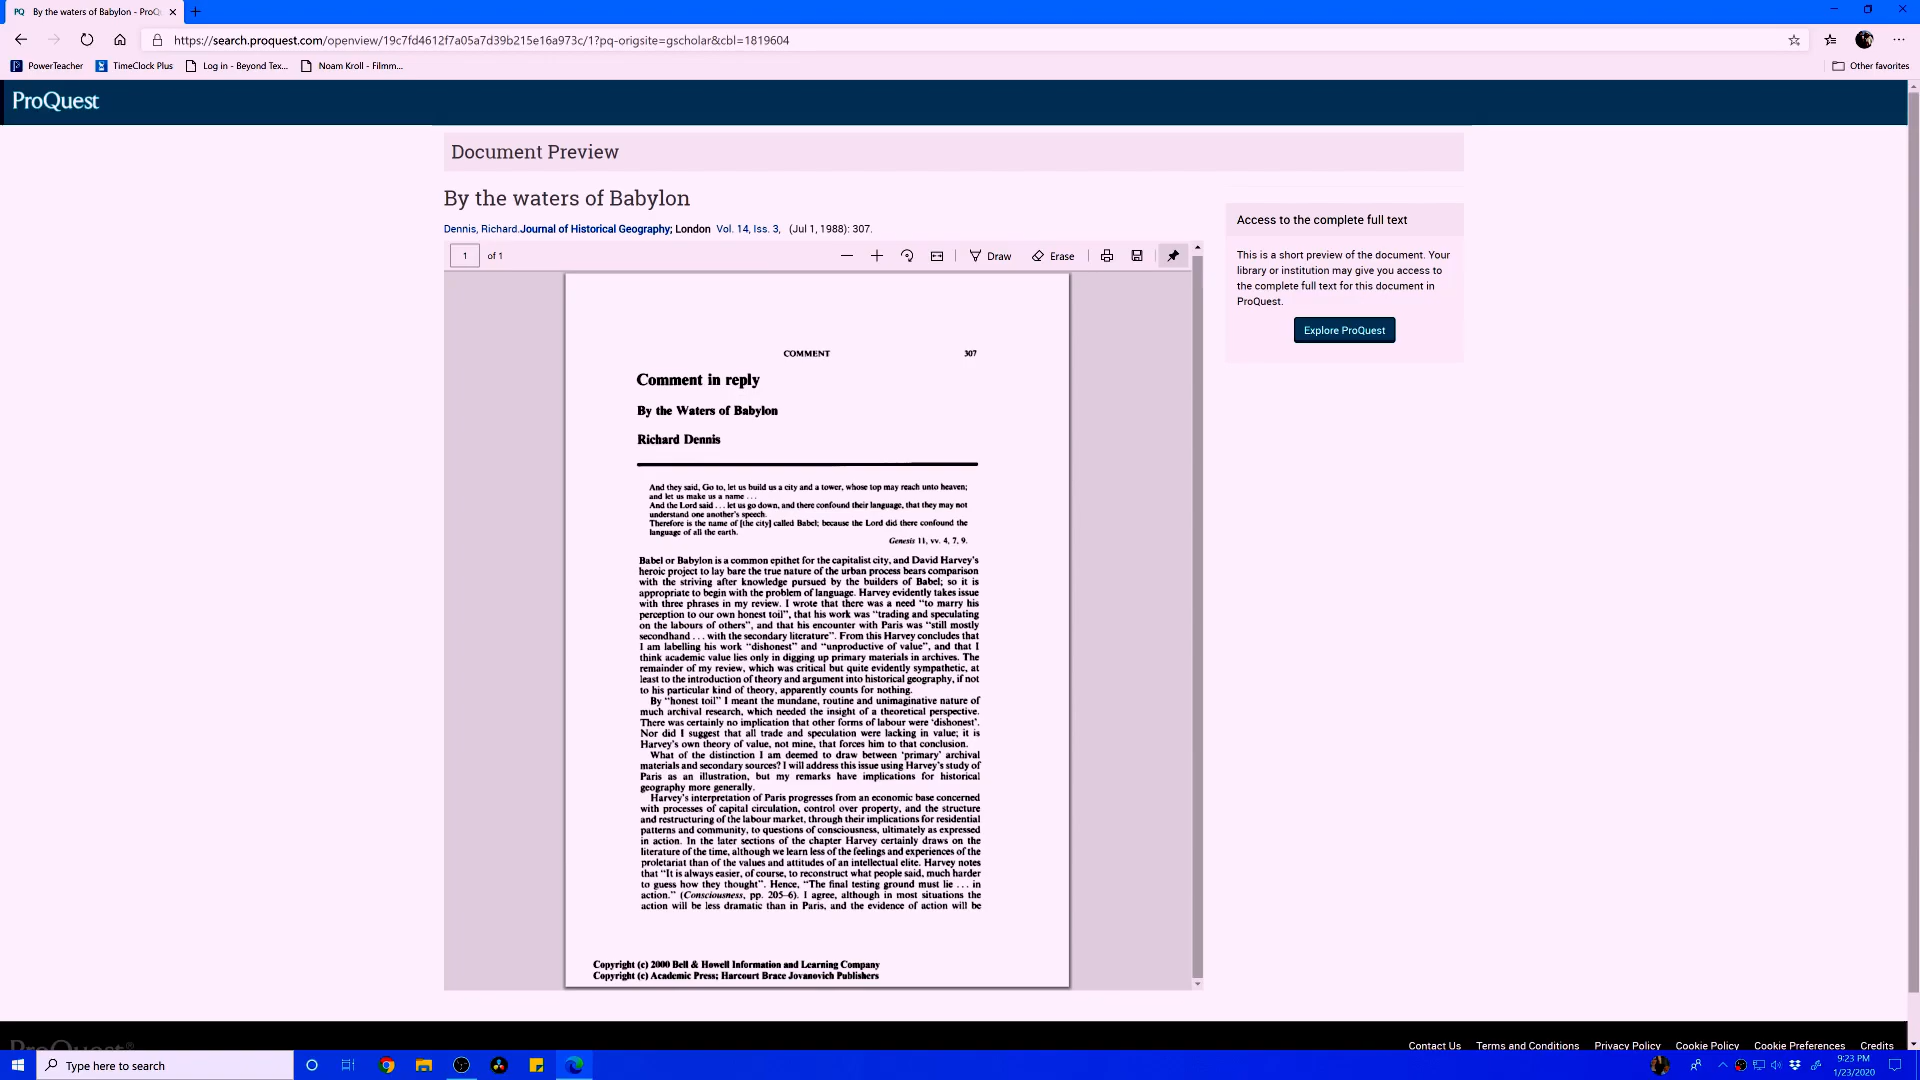 By the waters of Babylon - ProQ
https://search.proquest.com/openview/19c7fd4612f7a05a7d39b215e16a973c/1?pq-origsite=gscholar&cbl=1819604
PowerTeacher TimeClock Plus Log in - Beyond Tex... Noam Kroll - Filmm... Other favorites
ProQuest
Document Preview
By the waters of Babylon
Dennis, Richard.Journal of Historical Geography; London Vol. 14, Iss. 3, (Jul 1, 1988): 307.
1 of 1 Draw Erase
COMMENT 307
Comment in reply
By the Waters of Babylon
Richard Dennis
And they said, Go to, let us build us a city and a tower, whose top may reach unto heaven;
and let us make us a name ...
And the Lord said ... let us go down, and there confound their language, that they may not
understand one another's speech.
Therefore is the name of [the city] called Babel; because the Lord did there confound the
language of all the earth.
Genesis 11, vv. 4, 7, 9.
Babel or Babylon is a common epithet for the capitalist city, and David Harvey's
heroic project to lay bare the true nature of the urban process bears comparison
with the striving after knowledge pursued by the builders of Babel; so it is
appropriate to begin with the problem of language. Harvey evidently takes issue
with three phrases in my review. I wrote that there was a need "to marry his
perception to our own honest toil", that his work was "trading and speculating
on the labours of others", and that his encounter with Paris was "still mostly
secondhand ... with the secondary literature". From this Harvey concludes that
I am labelling his work "dishonest" and "unproductive of value", and that I
think academic value lies only in digging up primary materials in archives. The
remainder of my review, which was critical but quite evidently sympathetic, at
least to the introduction of theory and argument into historical geography, if not
to his particular kind of theory, apparently counts for nothing.
By "honest toil" I meant the mundane, routine and unimaginative nature of
much archival research, which needed the insight of a theoretical perspective.
There was certainly no implication that other forms of labour were 'dishonest'.
Nor did I suggest that all trade and speculation were lacking in value; it is
Harvey's own theory of value, not mine, that forces him to that conclusion.
What of the distinction I am deemed to draw between 'primary' archival
materials and secondary sources? I will address this issue using Harvey's study of
Paris as an illustration, but my remarks have implications for historical
geography more generally.
Harvey's interpretation of Paris progresses from an economic base concerned
with processes of capital circulation, control over property, and the structure
and restructuring of the labour market, through their implications for residential
patterns and community, to questions of consciousness, ultimately as expressed
in action. In the later sections of the chapter Harvey certainly draws on the
literature of the time, although we learn less of the feelings and experiences of the
proletariat than of the values and attitudes of an intellectual elite. Harvey notes
that "It is always easier, of course, to reconstruct what people said, much harder
to guess how they thought". Hence, "The final testing ground must lie ... in
action." (Consciousness, pp. 205-6). I agree, although in most situations the
action will be less dramatic than in Paris, and the evidence of action will be
Copyright (c) 2000 Bell & Howell Information and Learning Company
Copyright (c) Academic Press; Harcourt Brace Jovanovich Publishers
Access to the complete full text
This is a short preview of the document. Your
library or institution may give you access to
the complete full text for this document in
ProQuest.
Explore ProQuest
ProQuest
Contact Us Terms and Conditions Privacy Policy Cookie Policy Cookie Preferences Credits
Type here to search
9:23 PM
1/23/2020